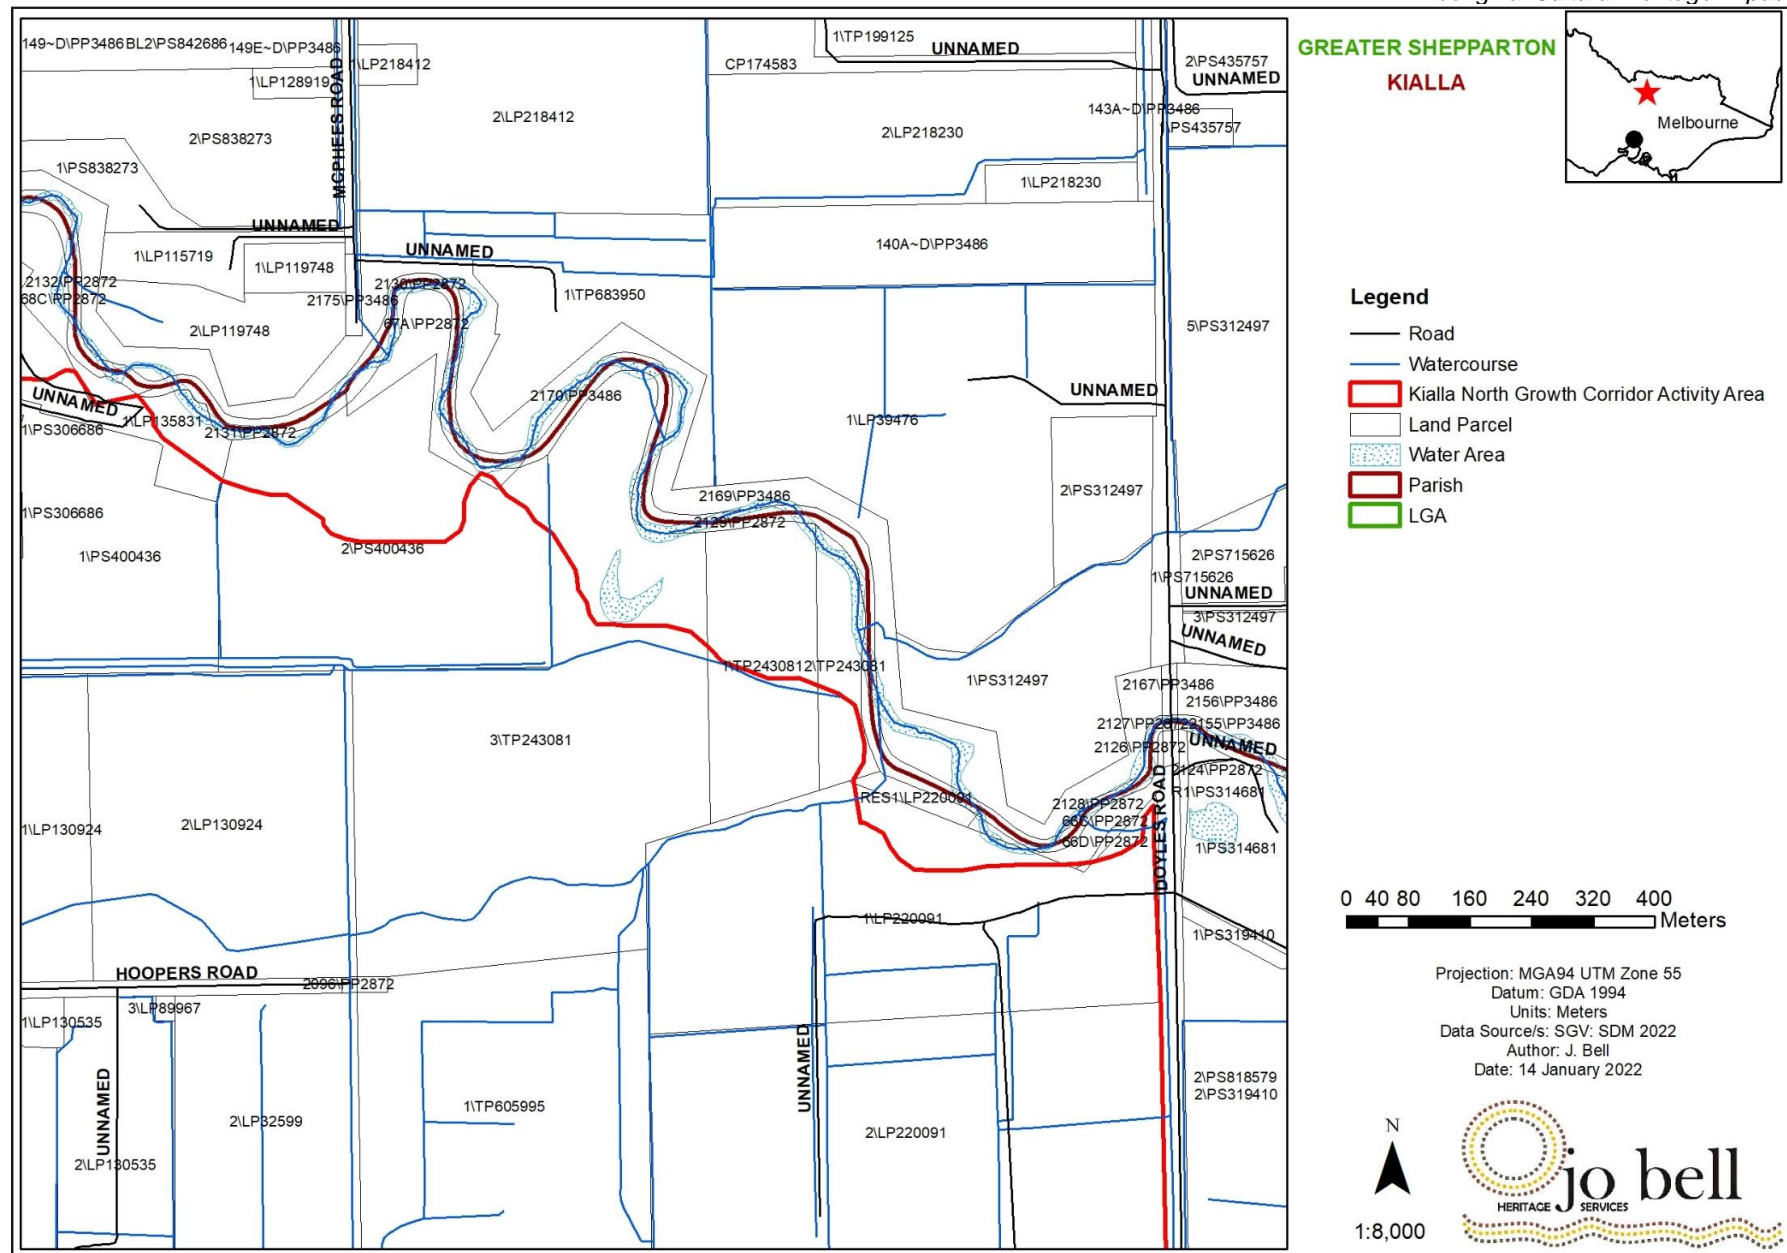 149~D\PP3486 BL2\PS842686 149E~D\PP3486
1\LP218412
1\LP128919
MCPHEES ROAD
2\PS838273
1\PS838273
2\LP218412
CP174583
1\TP199125
UNNAMED
2\PS435757
UNNAMED
143A~D\PP3486
1\PS435757
2\LP218230
1\LP218230
140A~D\PP3486
UNNAMED
UNNAMED
1\LP115719
1\LP119748
2132\PP2872
68C\PP2872
2175\PP3486
2130\PP2872
67A\PP2872
1\TP683950
2\LP119748
5\PS312497
UNNAMED
UNNAMED
1\LP135831
2131\PP2872
1\PS306686
2170\PP3486
1\LP39476
2\PS312497
2169\PP3486
2129\PP2872
1\PS306686
1\PS400436
2\PS400436
2\PS715626
1\PS715626
UNNAMED
3\PS312497
UNNAMED
1\TP243081
2\TP243081
1\PS312497
2167\PP3486
2156\PP3486
2127\PP2872
2155\PP3486
2126\PP2872
UNNAMED
2124\PP2872
R1\PS314681
3\TP243081
RES1\LP220091
2128\PP2872
66C\PP2872
66D\PP2872
DOYLES ROAD
1\PS314681
1\LP130924
2\LP130924
1\LP220091
1\PS319410
HOOPERS ROAD
2096\PP2872
3\LP89967
1\LP130535
UNNAMED
2\LP130535
2\LP32599
1\TP605995
UNNAMED
2\LP220091
2\PS818579
2\PS319410
GREATER SHEPPARTON
KIALLA
Melbourne
Legend
Road
Watercourse
Kialla North Growth Corridor Activity Area
Land Parcel
Water Area
Parish
LGA
0 40 80 160 240 320 400
Meters
Projection: MGA94 UTM Zone 55
Datum: GDA 1994
Units: Meters
Data Source/s: SGV: SDM 2022
Author: J. Bell
Date: 14 January 2022
N
1:8,000
jo bell
HERITAGE SERVICES